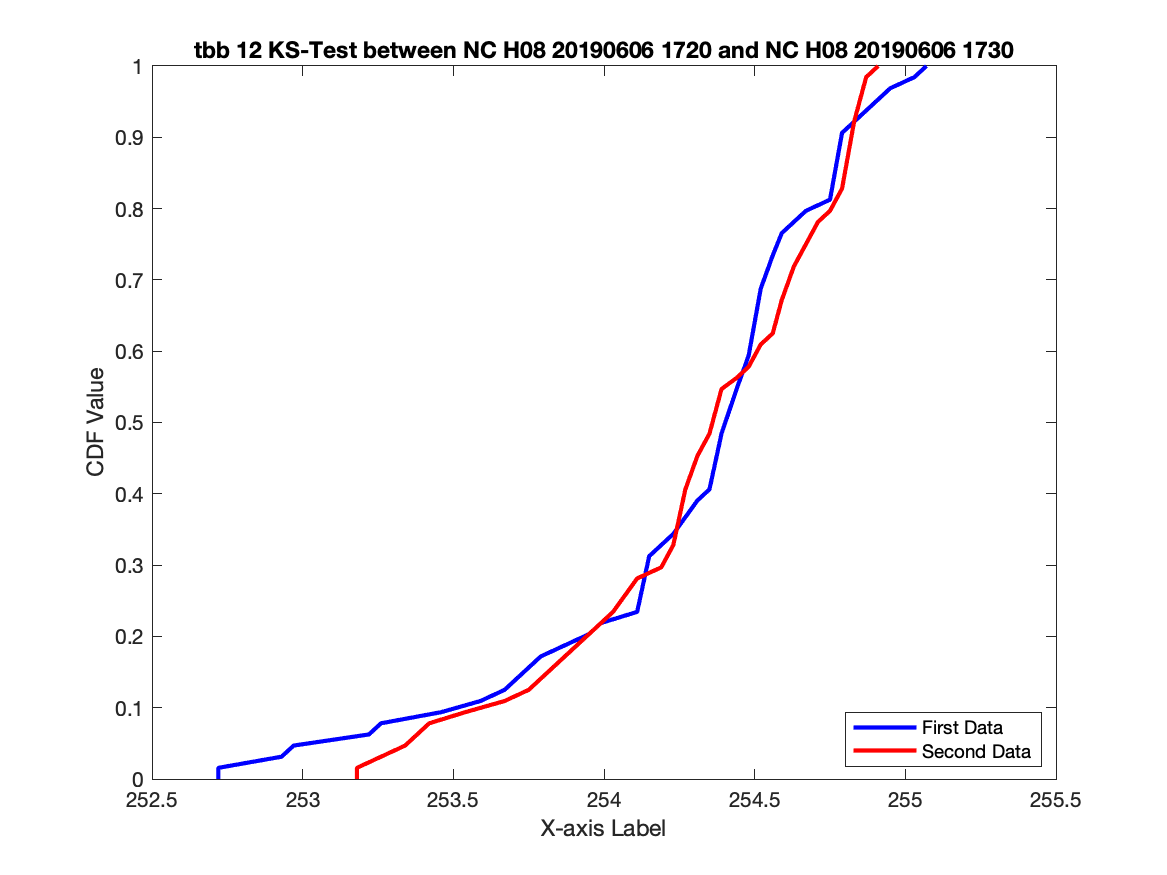 tbb 12 KS-Test between NC H08 20190606 1720 and NC H08 20190606 1730
1
0.9
0.8
0.7
0.6
0.5
0.4
0.3
0.2
0.1
0
CDF Value
First Data
Second Data
252.5 253 253.5 254 254.5 255 255.5
X-axis Label